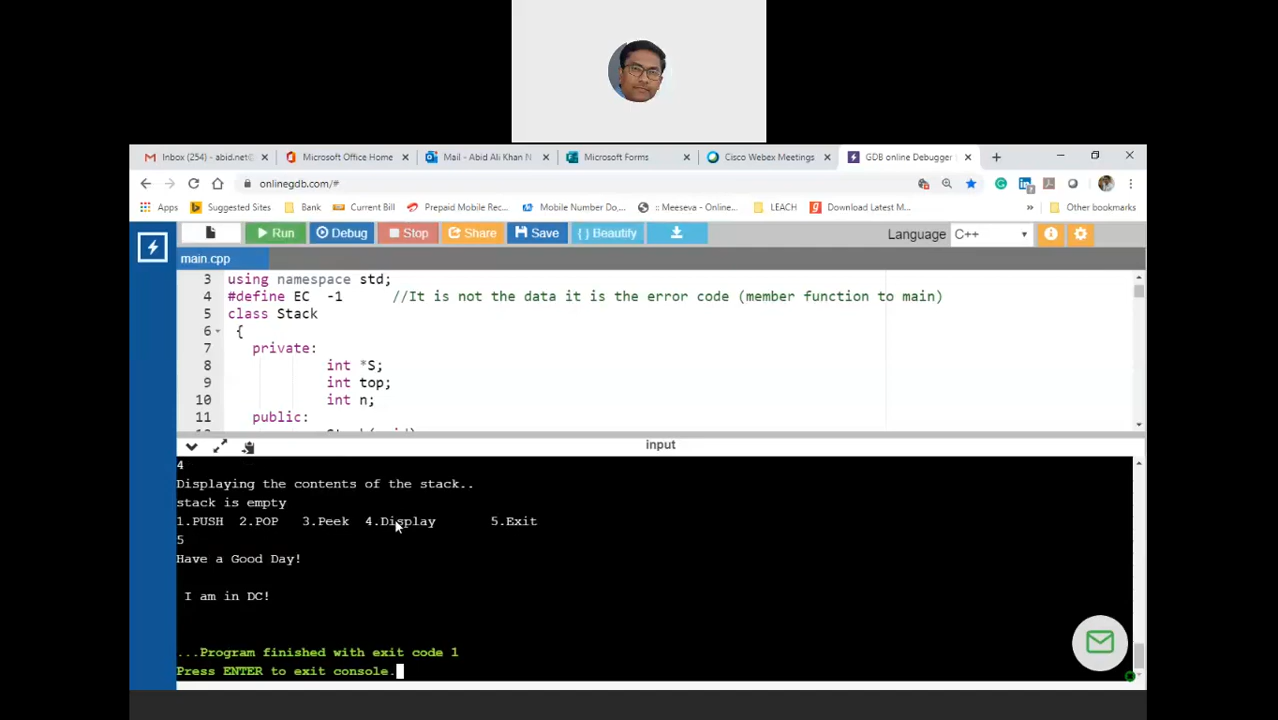 Inbox (254) - abid.net@
Microsoft Office Home
Mail - Abid Ali Khan N
Microsoft Forms
Cisco Webex Meetings
GDB online Debugger
onlinegdb.com/#
Apps
Suggested Sites
Bank
Current Bill
Prepaid Mobile Rec...
Mobile Number Do,...
:: Meeseva - Online...
LEACH
Download Latest M...
»
Other bookmarks
Run
Debug
Stop
Share
Save
{ } Beautify
Language C++
main.cpp
3 using namespace std;
4 #define EC -1 //It is not the data it is the error code (member function to main)
5 class Stack
6 {
7 private:
8 int *S;
9 int top;
10 int n;
11 public:
input
4
Displaying the contents of the stack..
stack is empty
1.PUSH 2.POP 3.Peek 4.Display 5.Exit
5
Have a Good Day!
I am in DC!
...Program finished with exit code 1
Press ENTER to exit console.